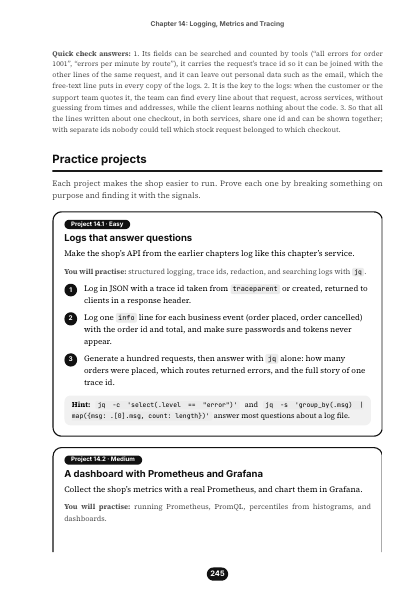 Chapter 14: Logging, Metrics and Tracing
Quick check answers: 1. Its fields can be searched and counted by tools ("all errors for order
1001", "errors per minute by route"), it carries the request's trace id so it can be joined with the
other lines of the same request, and it can leave out personal data such as the email, which the
free-text line puts in every copy of the logs. 2. It is the key to the logs: when the customer or the
support team quotes it, the team can find every line about that request, across services, without
guessing from times and addresses, while the client learns nothing about the code. 3. So that all
the lines written about one checkout, in both services, share one id and can be shown together;
with separate ids nobody could tell which stock request belonged to which checkout.
Practice projects
Each project makes the shop easier to run. Prove each one by breaking something on
purpose and finding it with the signals.
Project 14.1 · Easy
Logs that answer questions
Make the shop's API from the earlier chapters log like this chapter's service.
You will practise: structured logging, trace ids, redaction, and searching logs with jq.
1 Log in JSON with a trace id taken from traceparent or created, returned to
clients in a response header.
2 Log one info line for each business event (order placed, order cancelled)
with the order id and total, and make sure passwords and tokens never
appear.
3 Generate a hundred requests, then answer with jq alone: how many
orders were placed, which routes returned errors, and the full story of one
trace id.
Hint: jq -c 'select(.level == "error")' and jq -s 'group_by(.msg) |
map({msg: .[0].msg, count: length})' answer most questions about a log file.
Project 14.2 · Medium
A dashboard with Prometheus and Grafana
Collect the shop's metrics with a real Prometheus, and chart them in Grafana.
You will practise: running Prometheus, PromQL, percentiles from histograms, and
dashboards.
245